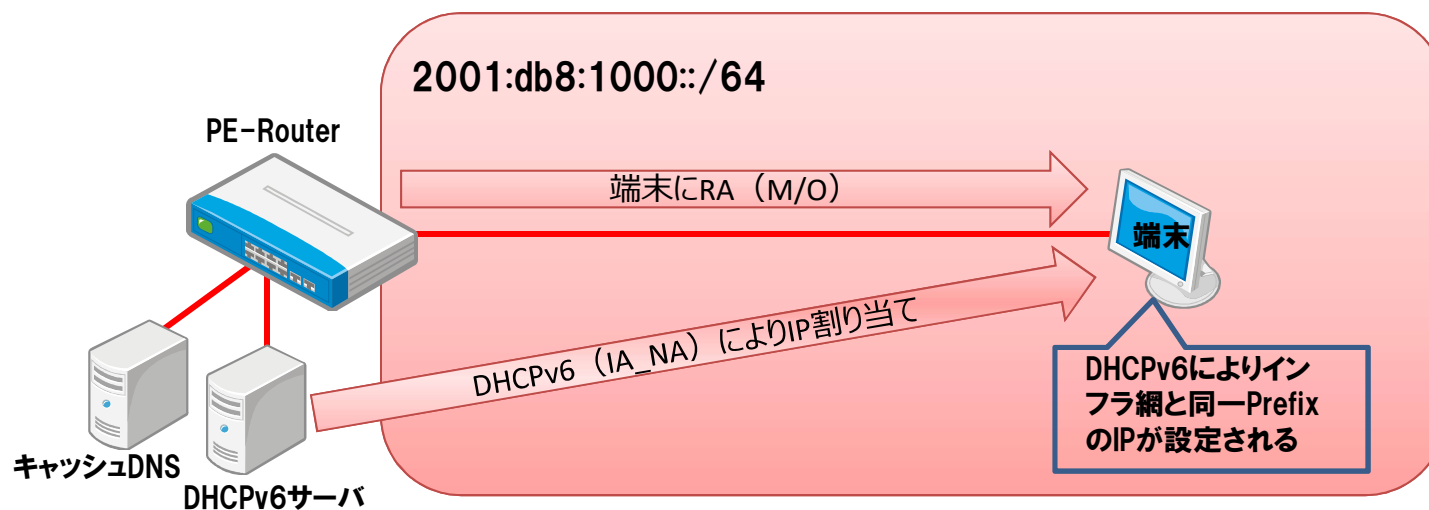 2001:db8:1000::/64
PE-Router
端末にRA（M/O）
端末
DHCPv6（IA_NA）によりIP割り当て
DHCPv6によりイン
フラ網と同一Prefix
のIPが設定される
キャッシュDNS
DHCPv6サーバ